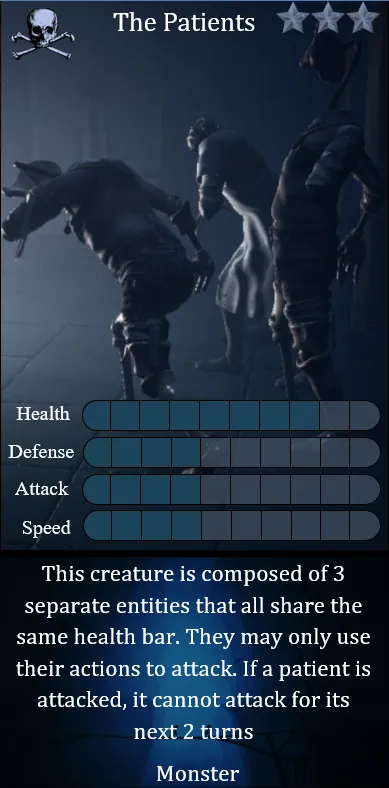 The Patients
Health
Defense
Attack
Speed
This creature is composed of 3
separate entities that all share the
same health bar. They may only use
their actions to attack. If a patient is
attacked, it cannot attack for its
next 2 turns
Monster